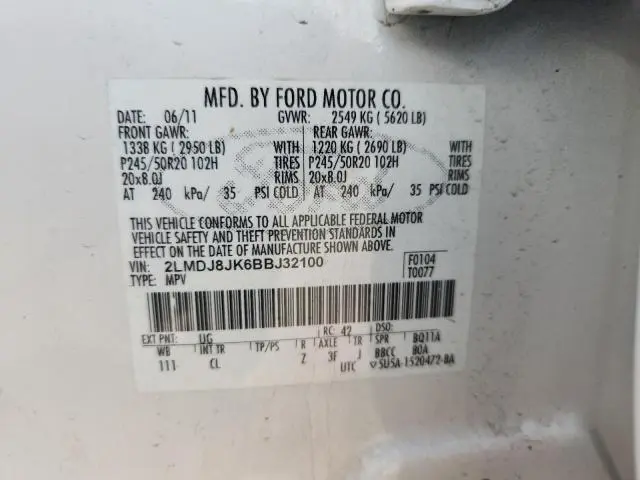 MFD. BY FORD MOTOR CO.
DATE: 06/11 GVWR: 2549 KG ( 5620 LB)
FRONT GAWR: REAR GAWR:
1338 KG ( 2950 LB) WITH 1220 KG ( 2690 LB) WITH
P245/50R20 102H TIRES P245/50R20 102H TIRES
20x8.0J RIMS 20x8.0J RIMS
AT 240 kPa/ 35 PSI COLD AT 240 kPa/ 35 PSI COLD
THIS VEHICLE CONFORMS TO ALL APPLICABLE FEDERAL MOTOR
VEHICLE SAFETY AND THEFT PREVENTION STANDARDS IN
EFFECT ON THE DATE OF MANUFACTURE SHOWN ABOVE.
VIN: 2LMDJ8JK6BBJ32100 F0104
TYPE: MPV T0077
EXT PNT: UG RC: 42 DSO:
WB INT TR TP/PS R AXLE TR SPR BQ11A
111 CL Z 3F J BBCC BOA
UTC SU5A-1520472-BA